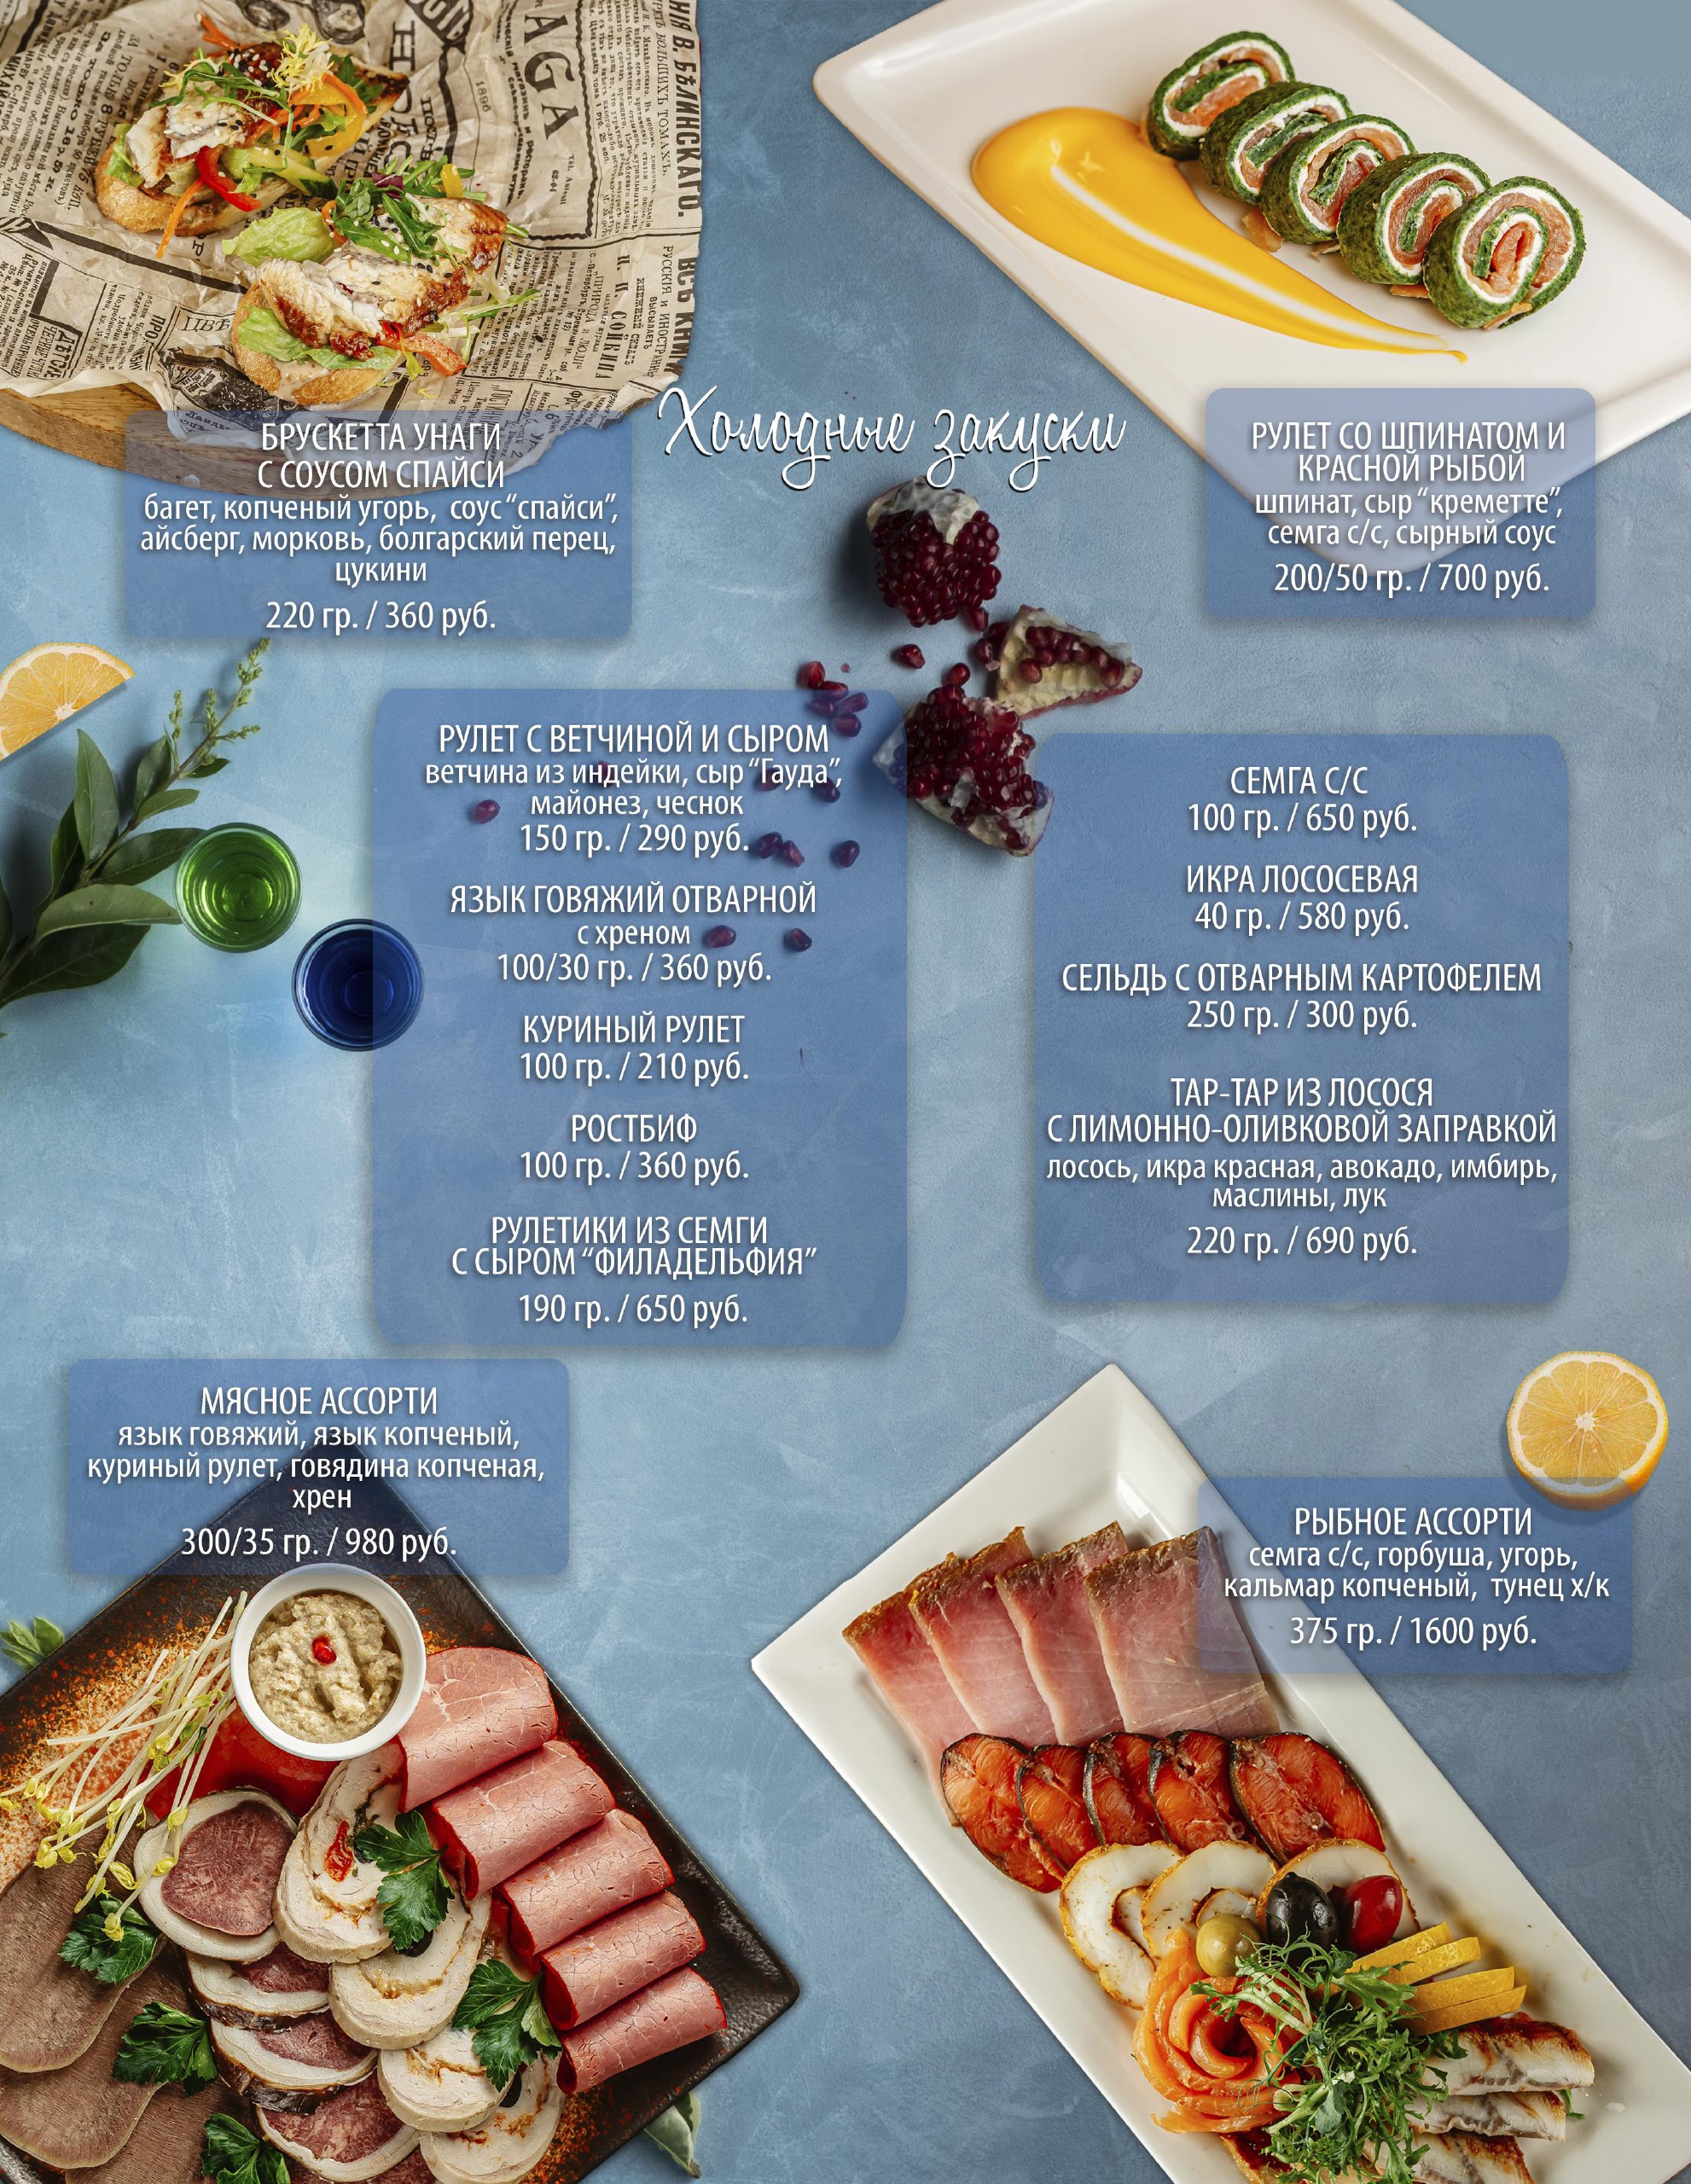 Холодные закуски
БРУСКЕТТА УНАГИ
С СОУСОМ СПАЙСИ
багет, копченый угорь, соус “спайси”,
айсберг, морковь, болгарский перец,
цукини
220 гр. / 360 руб.
РУЛЕТ СО ШПИНАТОМ И
КРАСНОЙ РЫБОЙ
шпинат, сыр “креметте”,
семга с/с, сырный соус
200/50 гр. / 700 руб.
РУЛЕТ С ВЕТЧИНОЙ И СЫРОМ
ветчина из индейки, сыр “Гауда”,
майонез, чеснок
150 гр. / 290 руб.
ЯЗЫК ГОВЯЖИЙ ОТВАРНОЙ
с хреном
100/30 гр. / 360 руб.
КУРИНЫЙ РУЛЕТ
100 гр. / 210 руб.
РОСТБИФ
100 гр. / 360 руб.
РУЛЕТИКИ ИЗ СЕМГИ
С СЫРОМ “ФИЛАДЕЛЬФИЯ”
190 гр. / 650 руб.
СЕМГА С/С
100 гр. / 650 руб.
ИКРА ЛОСОСЕВАЯ
40 гр. / 580 руб.
СЕЛЬДЬ С ОТВАРНЫМ КАРТОФЕЛЕМ
250 гр. / 300 руб.
ТАР-ТАР ИЗ ЛОСОСЯ
С ЛИМОННО-ОЛИВКОВОЙ ЗАПРАВКОЙ
лосось, икра красная, авокадо, имбирь,
маслины, лук
220 гр. / 690 руб.
МЯСНОЕ АССОРТИ
язык говяжий, язык копченый,
куриный рулет, говядина копченая,
хрен
300/35 гр. / 980 руб.
РЫБНОЕ АССОРТИ
семга с/с, горбуша, угорь,
кальмар копченый, тунец х/к
375 гр. / 1600 руб.